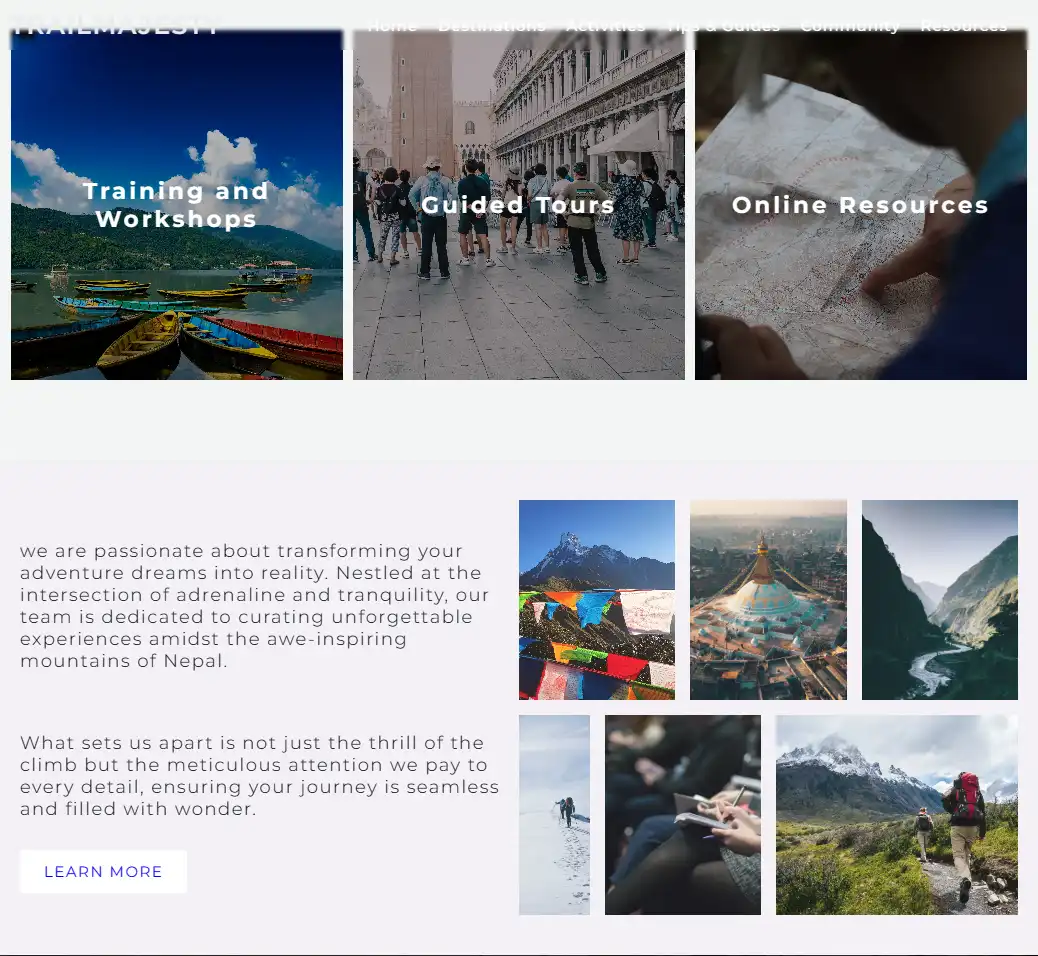 TRAILMAJESTY
Home Destinations Activities Tips & Guides Community Resources
Training and
Workshops
Guided Tours
Online Resources
we are passionate about transforming your
adventure dreams into reality. Nestled at the
intersection of adrenaline and tranquility, our
team is dedicated to curating unforgettable
experiences amidst the awe-inspiring
mountains of Nepal.
What sets us apart is not just the thrill of the
climb but the meticulous attention we pay to
every detail, ensuring your journey is seamless
and filled with wonder.
LEARN MORE